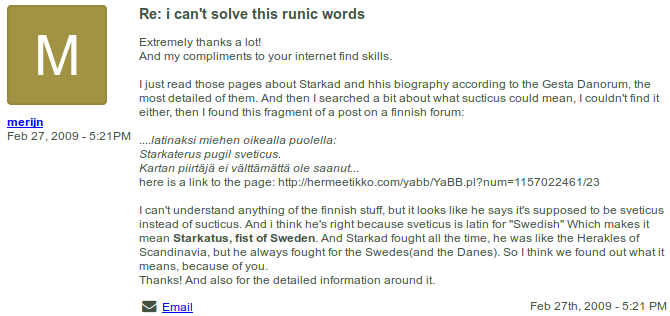 M
merijn
Feb 27, 2009 - 5:21PM
Re: i can't solve this runic words
Extremely thanks a lot!
And my compliments to your internet find skills.
I just read those pages about Starkad and hhis biography according to the Gesta Danorum, the
most detailed of them. And then I searched a bit about what sucticus could mean, I couldn't find it
either, then I found this fragment of a post on a finnish forum:
....latinaksi miehen oikealla puolella:
Starkaterus pugil sveticus.
Kartan piirtäjä ei välttämättä ole saanut...
here is a link to the page: http://hermeetikko.com/yabb/YaBB.pl?num=1157022461/23
I can't understand anything of the finnish stuff, but it looks like he says it's supposed to be sveticus
instead of sucticus. And i think he's right because sveticus is latin for "Swedish" Which makes it
mean Starkatus, fist of Sweden. And Starkad fought all the time, he was like the Herakles of
Scandinavia, but he always fought for the Swedes(and the Danes). So I think we found out what it
means, because of you.
Thanks! And also for the detailed information around it.
Email
Feb 27th, 2009 - 5:21 PM